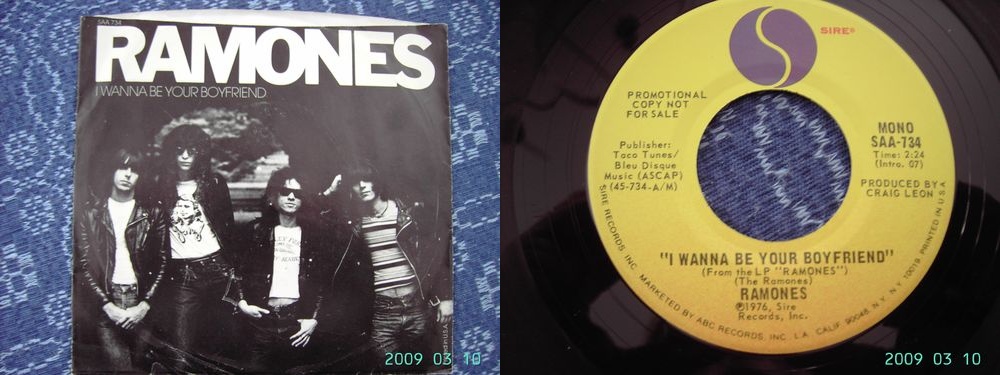 SAA 734
RAMONES
I WANNA BE YOUR BOYFRIEND
2009 03 10
SIRE®
PROMOTIONAL
COPY NOT
FOR SALE
MONO
SAA-734
Time: 2:24
(Intro. 07)
Publisher:
Taco Tunes/
Bleu Disque
Music (ASCAP)
(45-734-A/M)
PRODUCED BY
CRAIG LEON
"I WANNA BE YOUR BOYFRIEND"
(From the LP "RAMONES")
(The Ramones)
RAMONES
℗1976, Sire
Records, Inc.
SIRE RECORDS INC. MARKETED BY ABC RECORDS, INC. L.A. CALIF. 90048, N.Y. N.Y. 10019 PRINTED IN U.S.A.
2009 03 10